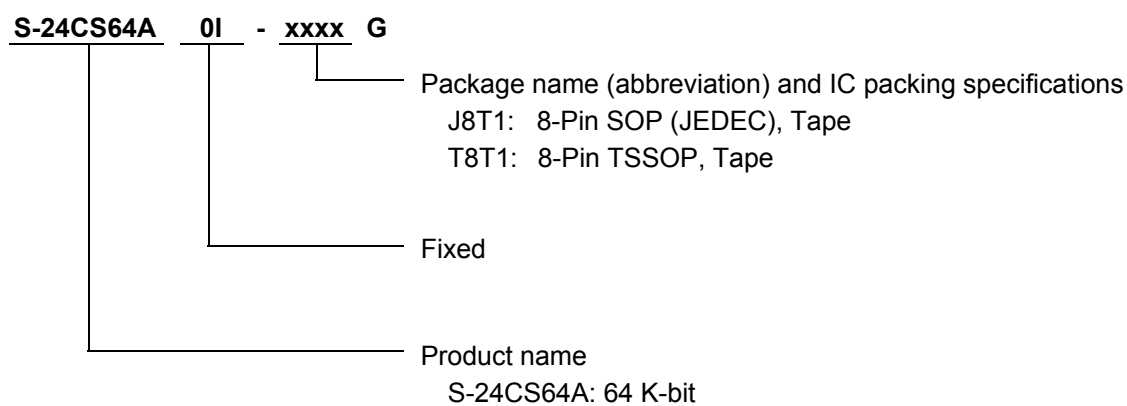 S-24CS64A 0I - xxxx G
Package name (abbreviation) and IC packing specifications
J8T1: 8-Pin SOP (JEDEC), Tape
T8T1: 8-Pin TSSOP, Tape
Fixed
Product name
S-24CS64A: 64 K-bit